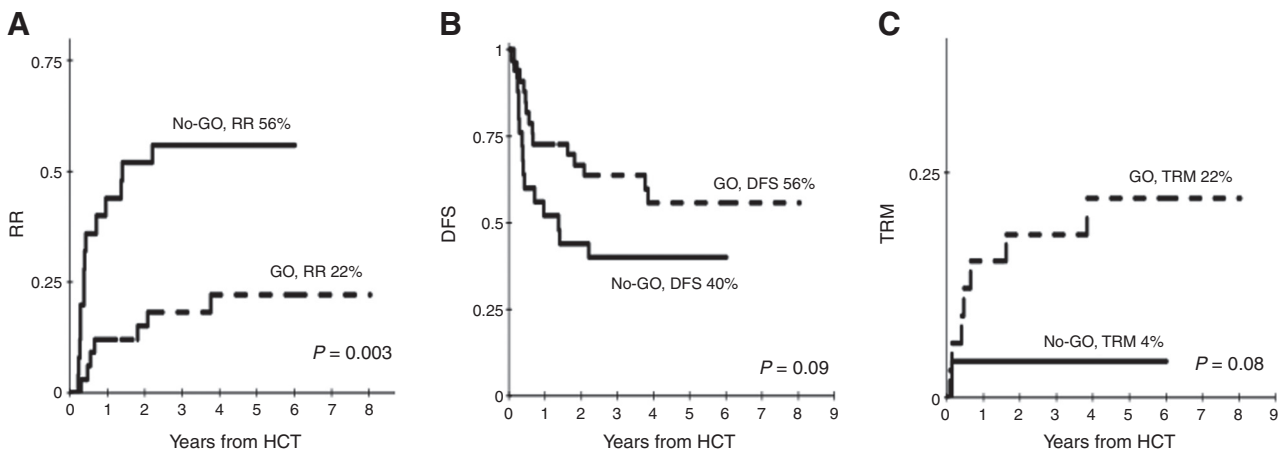 A
0.75
0.5
0.25
0
RR
No-GO, RR 56%
GO, RR 22%
P = 0.003
0 1 2 3 4 5 6 7 8
Years from HCT
B
1
0.75
0.5
0.25
0
DFS
GO, DFS 56%
No-GO, DFS 40%
P = 0.09
0 1 2 3 4 5 6 7 8 9
Years from HCT
C
0.25
0
TRM
GO, TRM 22%
No-GO, TRM 4%
P = 0.08
0 1 2 3 4 5 6 7 8 9
Years from HCT